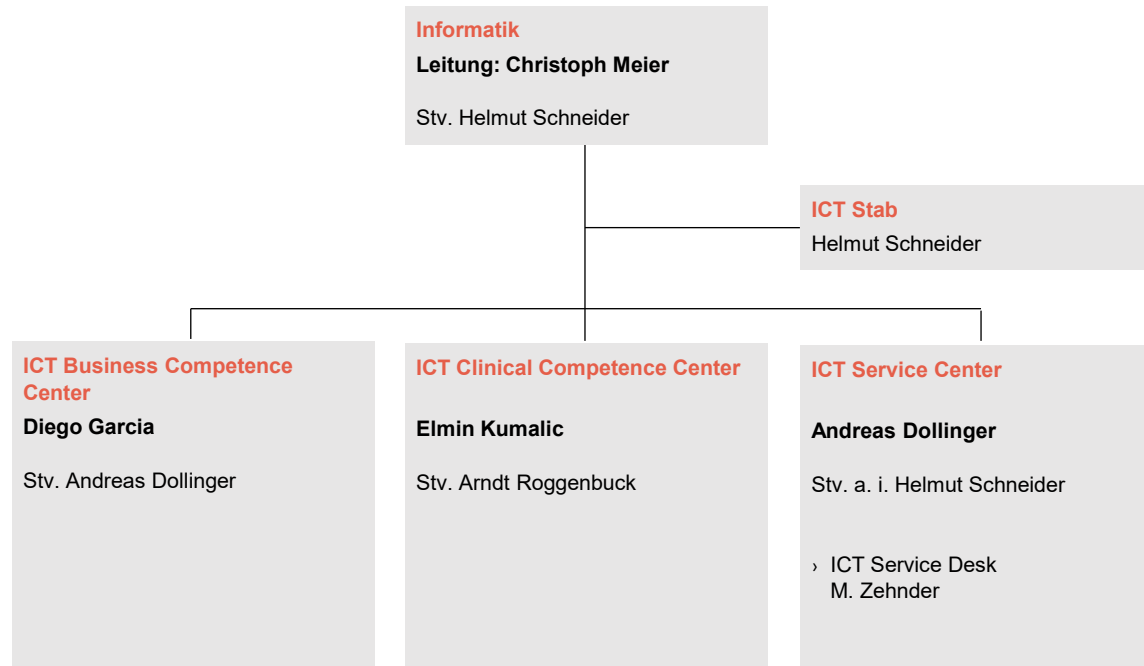 Informatik
Leitung: Christoph Meier
Stv. Helmut Schneider
ICT Stab
Helmut Schneider
ICT Business Competence
Center
Diego Garcia
Stv. Andreas Dollinger
ICT Clinical Competence Center
Elmin Kumalic
Stv. Arndt Roggenbuck
ICT Service Center
Andreas Dollinger
Stv. a. i. Helmut Schneider
› ICT Service Desk
M. Zehnder